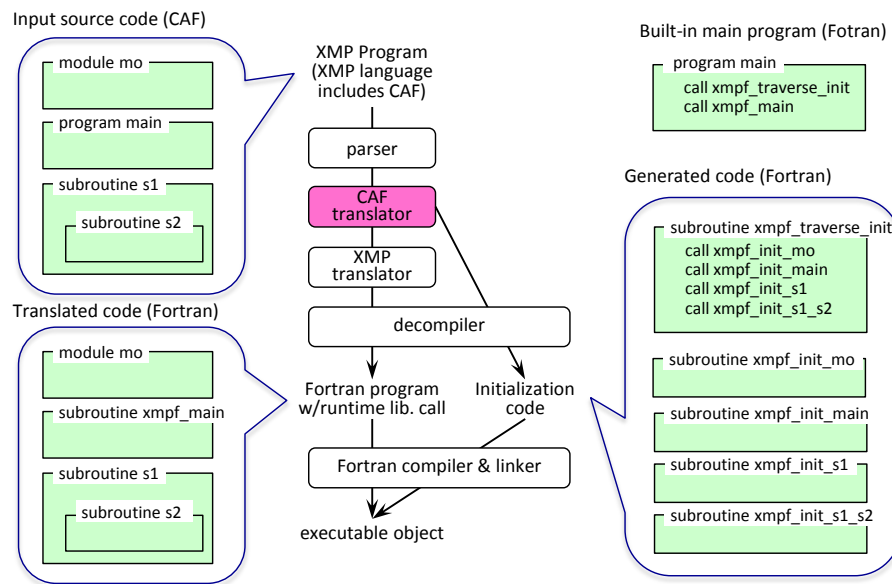 Input source code (CAF)
module mo
program main
subroutine s1
subroutine s2
XMP Program
(XMP language
includes CAF)
parser
CAF
translator
XMP
translator
decompiler
Fortran program
w/runtime lib. call
Initialization
code
Fortran compiler & linker
executable object
Translated code (Fortran)
module mo
subroutine xmpf_main
subroutine s1
subroutine s2
Built-in main program (Fotran)
program main
call xmpf_traverse_init
call xmpf_main
Generated code (Fortran)
subroutine xmpf_traverse_init
call xmpf_init_mo
call xmpf_init_main
call xmpf_init_s1
call xmpf_init_s1_s2
subroutine xmpf_init_mo
subroutine xmpf_init_main
subroutine xmpf_init_s1
subroutine xmpf_init_s1_s2